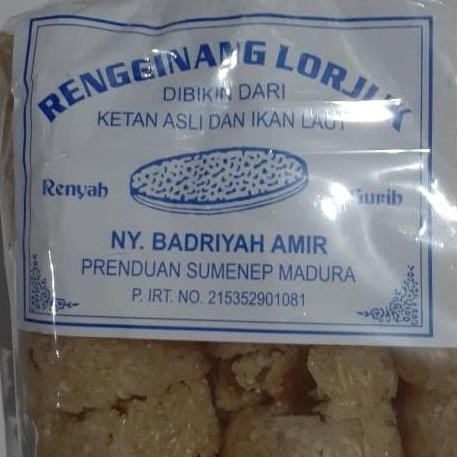 RENGGINANG LORJUK
DIBIKIN DARI
KETAN ASLI DAN IKAN LAUT
Renyah
Gurih
NY. BADRIYAH AMIR
PRENDUAN SUMENEP MADURA
P. IRT. NO. 215352901081